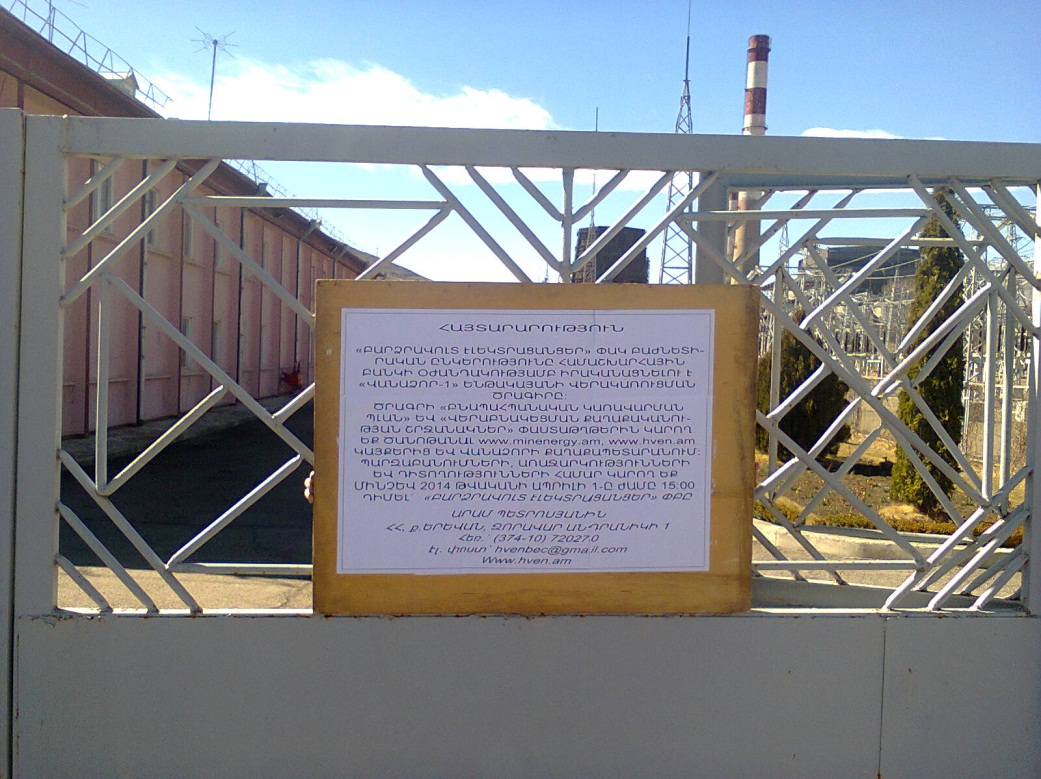 ՀԱՅՏԱՐԱՐՈՒԹՅՈՒՆ
«ԲԱՐՁՐԱՎՈԼՏ ԷԼԵԿՏՐԱՑԱՆՑԵՐ» ՓԱԿ ԲԱԺՆԵՏԻ-
ՐԱԿԱՆ ԸՆԿԵՐՈՒԹՅՈՒՆԸ ՀԱՄԱՇԽԱՐՀԱՅԻՆ
ԲԱՆԿԻ ՕԺԱՆԴԱԿՈՒԹՅԱՄԲ ԻՐԱԿԱՆԱՑՆԵԼՈՒ Է
«ՎԱՆԱՁՈՐ-1» ԵՆԹԱԿԱՅԱՆԻ ՎԵՐԱԿԱՌՈՒՑՄԱՆ
ԾՐԱԳԻՐԸ:
ԾՐԱԳՐԻ «ԲՆԱՊԱՀՊԱՆԱԿԱՆ ԿԱՌԱՎԱՐՄԱՆ
ՊԼԱՆ» ԵՎ «ՎԵՐԱԲՆԱԿԵՑՄԱՆ ՔԱՂԱՔԱԿԱՆՈՒ-
ԹՅԱՆ ՇՐՋԱՆԱԿՆԵՐ» ՓԱՍՏԱԹՂԹԵՐԻՆ ԿԱՐՈՂ
ԵՔ ԾԱՆՈԹԱՆԱԼ www.minenergy.am, www.hven.am
ԿԱՅՔԵՐԻՑ ԵՎ ՎԱՆԱՁՈՐԻ ՔԱՂԱՔԱՊԵՏԱՐԱՆՈՒՄ:
ՊԱՐԶԱԲԱՆՈՒՄՆԵՐԻ, ԱՌԱՋԱՐԿՈՒԹՅՈՒՆՆԵՐԻ
ԵՎ ԴԻՏՈՂՈՒԹՅՈՒՆՆԵՐԻ ՀԱՄԱՐ ԿԱՐՈՂ ԵՔ
ՄԻՆՉԵՎ 2014 ԹՎԱԿԱՆԻ ԱՊՐԻԼԻ 1-Ը ԺԱՄԸ 15:00
ԴԻՄԵԼ՝ «ԲԱՐՁՐԱՎՈԼՏ ԷԼԵԿՏՐԱՑԱՆՑԵՐ» ՓԲԸ
ԱՐԱՄ ՊԵՏՐՈՍՅԱՆԻՆ
ՀՀ, ք.ԵՐԵՎԱՆ, ԶՈՐԱՎԱՐ ԱՆԴՐԱՆԻԿԻ 1
Հեռ.՝ (374-10) 720270
էլ. փոստ՝ hvenbec@gmail.com
Www.hven.am